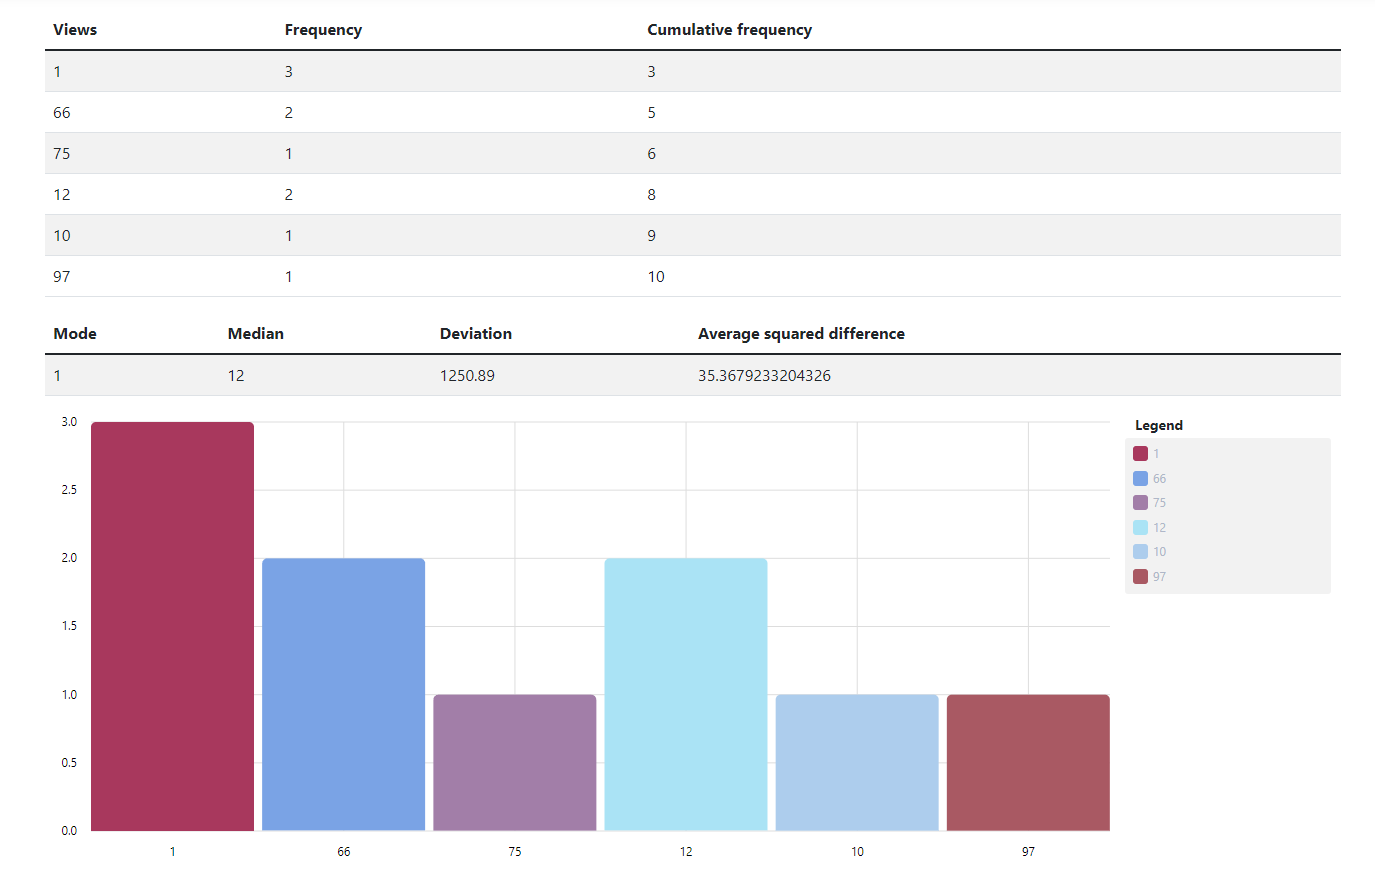 Views Frequency Cumulative frequency
1 3 3
66 2 5
75 1 6
12 2 8
10 1 9
97 1 10
Mode Median Deviation Average squared difference
1 12 1250.89 35.3679233204326
3.0
2.5
2.0
1.5
1.0
0.5
0.0
1 66 75 12 10 97
Legend
1
66
75
12
10
97